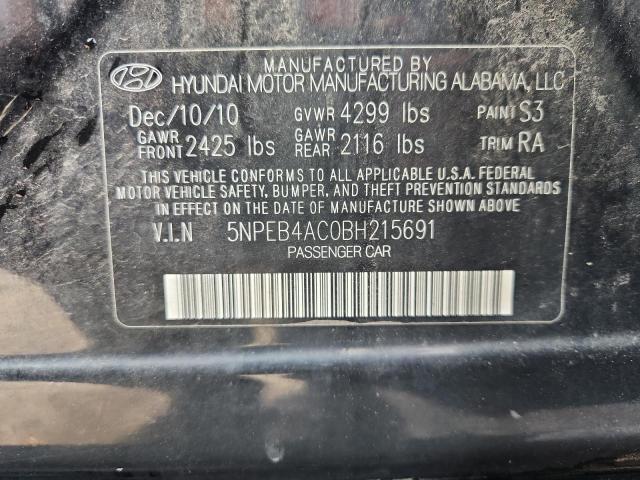 MANUFACTURED BY
HYUNDAI MOTOR MANUFACTURING ALABAMA, LLC
Dec/10/10 GVWR 4299 lbs PAINT S3
GAWR FRONT 2425 lbs GAWR REAR 2116 lbs TRIM RA
THIS VEHICLE CONFORMS TO ALL APPLICABLE U.S.A. FEDERAL
MOTOR VEHICLE SAFETY, BUMPER, AND THEFT PREVENTION STANDARDS
IN EFFECT ON THE DATE OF MANUFACTURE SHOWN ABOVE
V.I.N 5NPEB4AC0BH215691
PASSENGER CAR